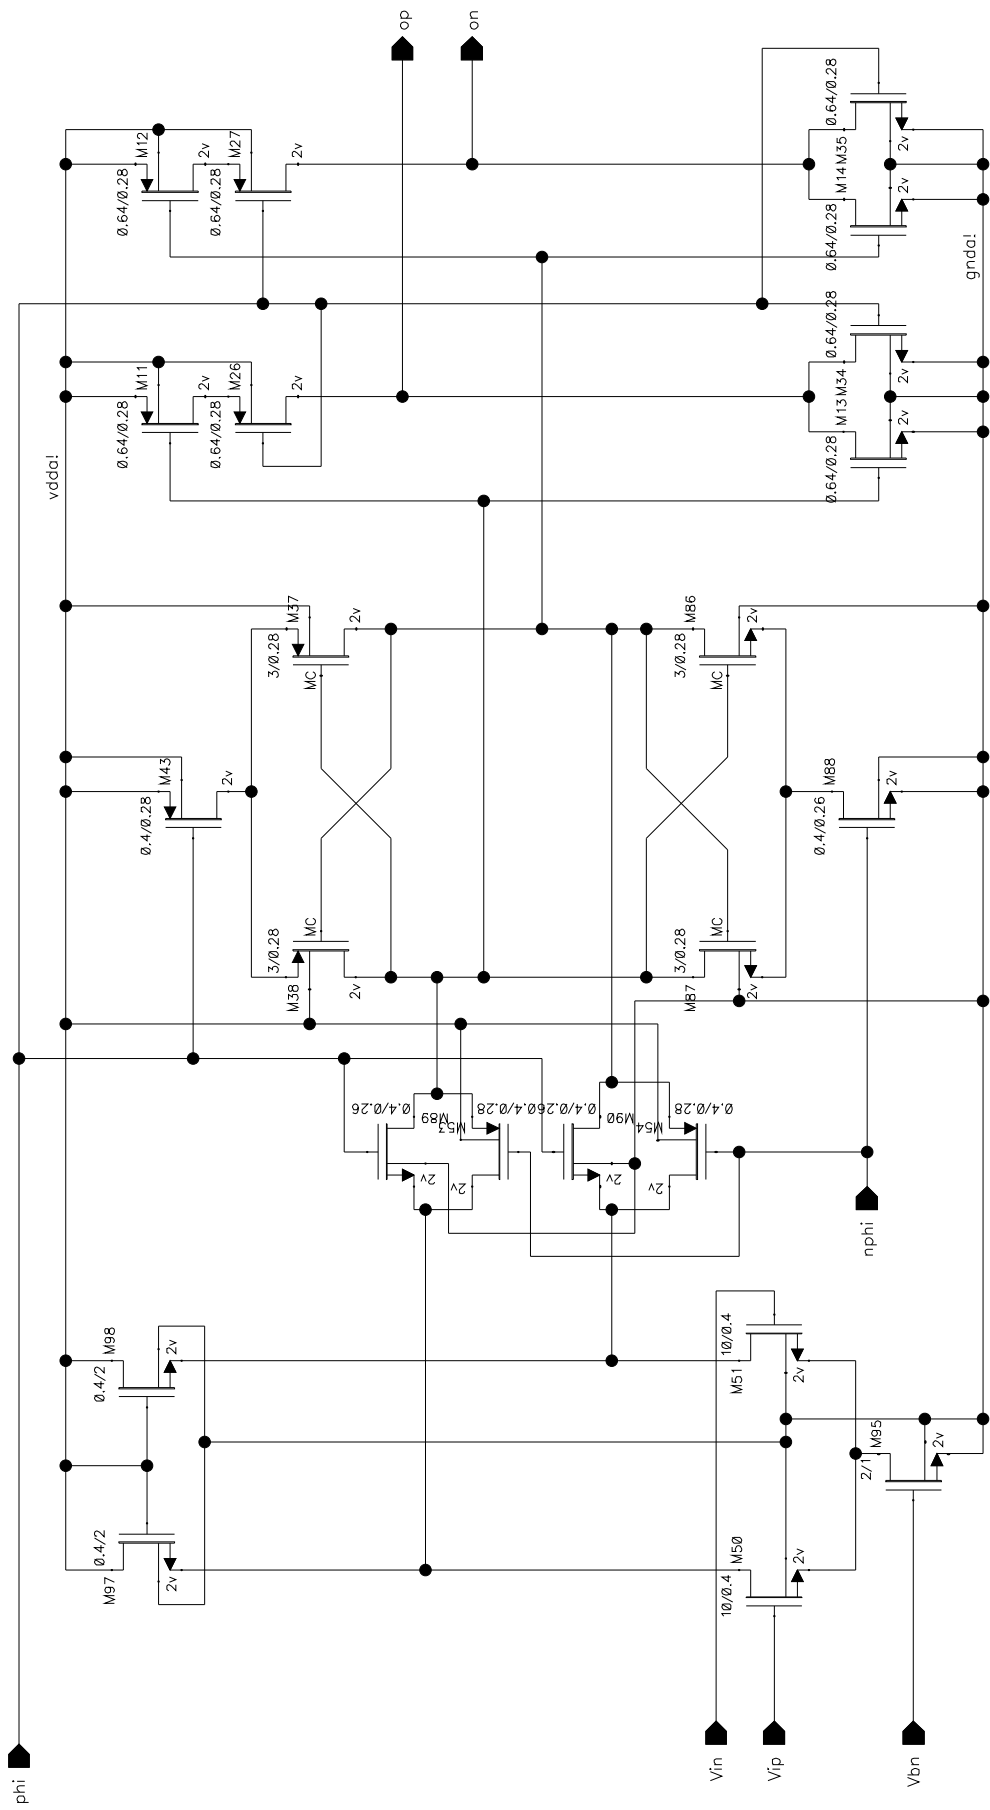 op
on
M12
2v
M27
2v
0.64/0.28
0.64/0.28
0.64/0.28
M14
M35
2v
2v
0.64/0.28
gnda!
M11
2v
M26
2v
0.64/0.28
0.64/0.28
0.64/0.28
M13
M34
2v
2v
0.64/0.28
vdda!
M37
2v
3/0.28
MC
M86
2v
3/0.28
MC
M43
2v
0.4/0.28
M88
2v
0.4/0.26
MC
3/0.28
M38
2v
MC
3/0.28
M87
2v
0.4/0.26
M89
M53
0.4/0.28
0.4/0.26
M90
M54
0.4/0.28
2v
2v
2v
2v
nphi
M98
2v
0.4/2
10/0.4
M51
2v
M95
2v
2/1
0.4/2
M97
2v
M50
10/0.4
2v
phi
Vin
Vip
Vbn